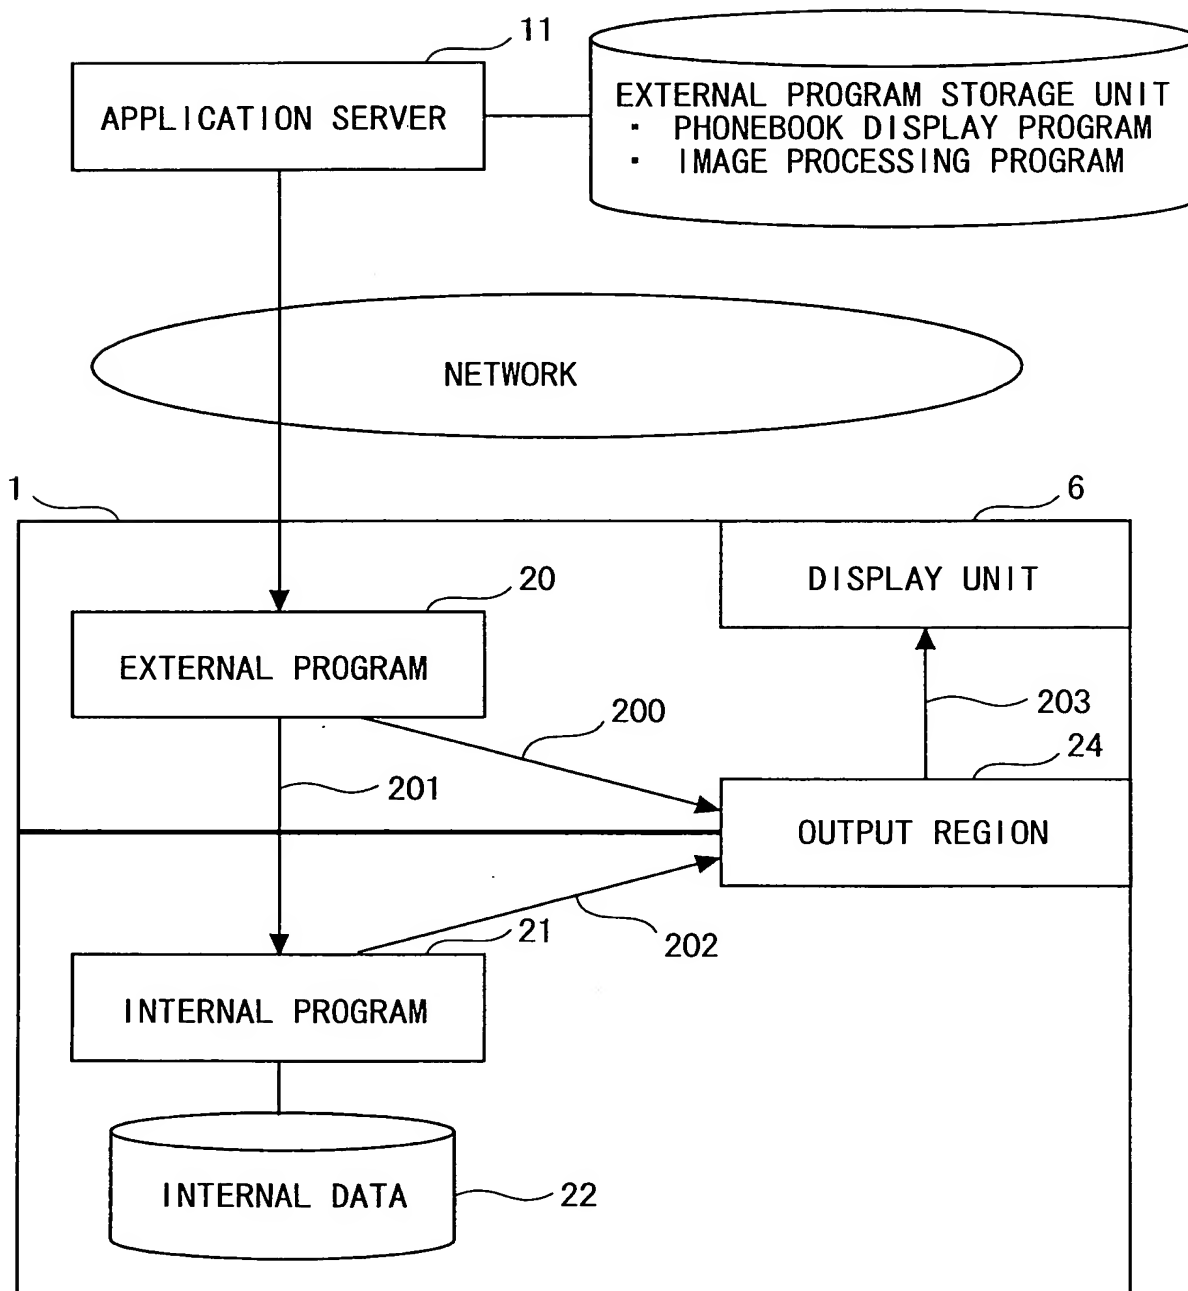 11
APPLICATION SERVER
EXTERNAL PROGRAM STORAGE UNIT
· PHONEBOOK DISPLAY PROGRAM
· IMAGE PROCESSING PROGRAM
NETWORK
1
6
DISPLAY UNIT
20
EXTERNAL PROGRAM
200
203
24
201
OUTPUT REGION
21
202
INTERNAL PROGRAM
INTERNAL DATA
22